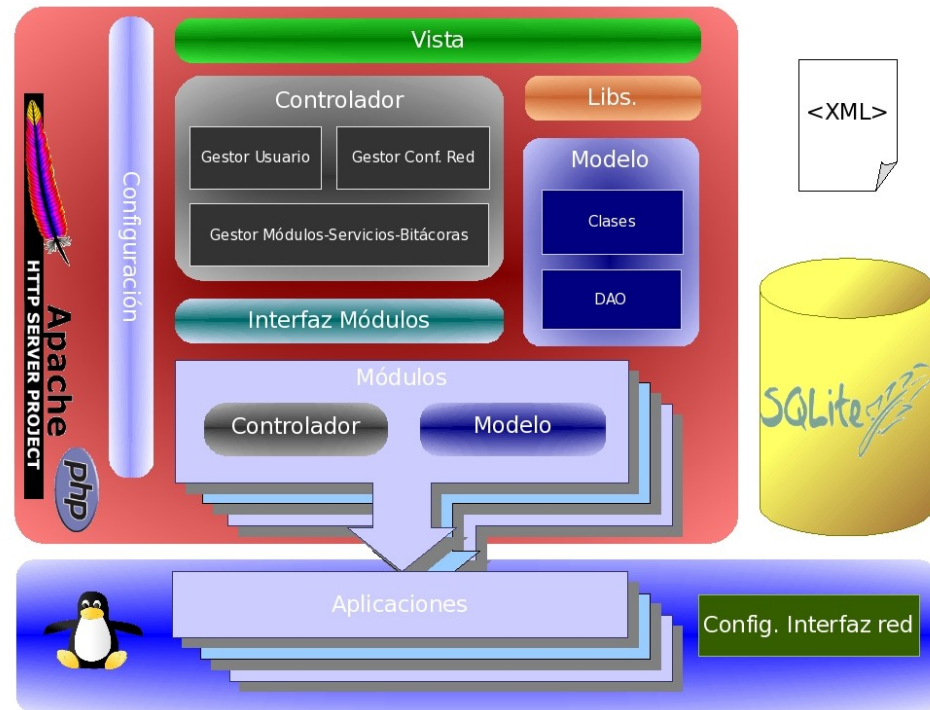 Vista
Configuración
Controlador
Gestor Usuario
Gestor Conf. Red
Gestor Módulos-Servicios-Bitácoras
Libs.
Modelo
Clases
DAO
Interfaz Módulos
Módulos
Controlador
Modelo
Apache
HTTP SERVER PROJECT
php
<XML>
SQLite
Aplicaciones
Config. Interfaz red